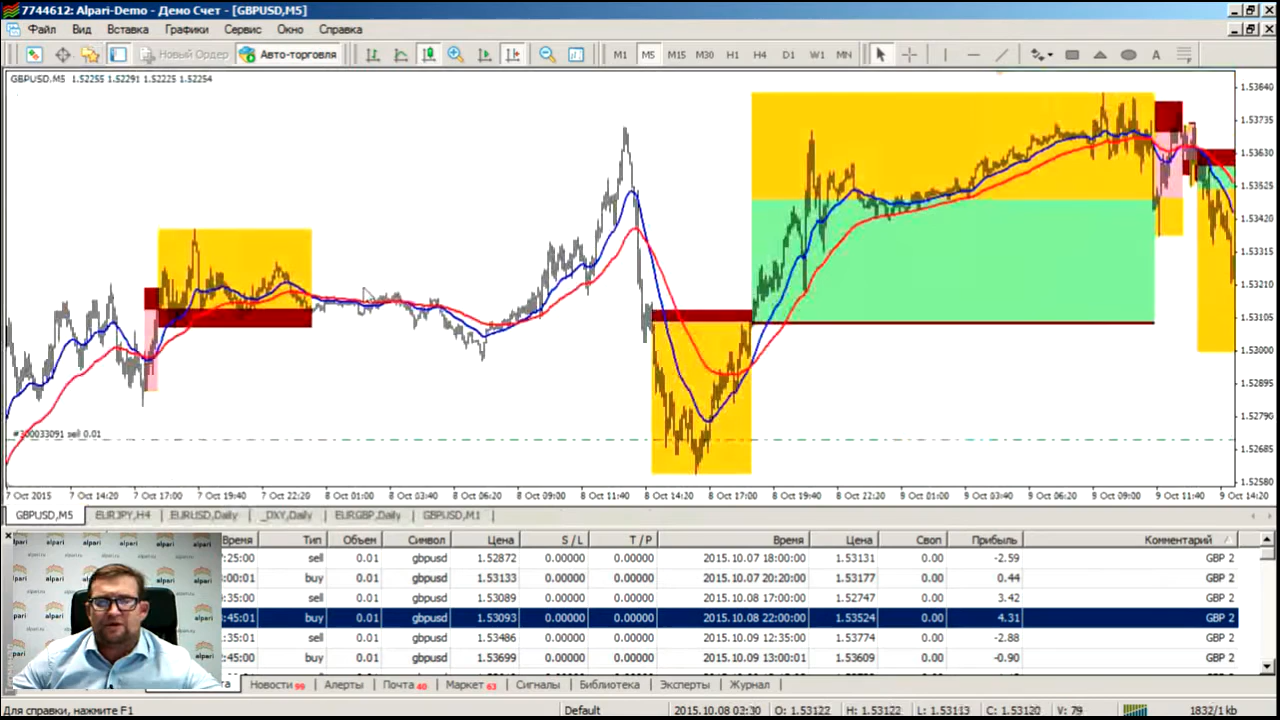 7744612: Alpari-Demo - Демо Счет - [GBPUSD,M5]
Файл Вид Вставка Графики Сервис Окно Справка
Новый Ордер Авто-торговля M1 M5 M15 M30 H1 H4 D1 W1 MN A
GBPUSD,M5 1.52255 1.52291 1.52225 1.52254
1.53640
1.53735
1.53630
1.53525
1.53420
1.53315
1.53210
1.53105
1.53000
1.52895
1.52790
1.52685
1.52580
#300033091 sell 0.01
7 Oct 2015 7 Oct 14:20 7 Oct 17:00 7 Oct 19:40 7 Oct 22:20 8 Oct 01:00 8 Oct 03:40 8 Oct 06:20 8 Oct 09:00 8 Oct 11:40 8 Oct 14:20 8 Oct 17:00 8 Oct 19:40 8 Oct 22:20 9 Oct 01:00 9 Oct 03:40 9 Oct 06:20 9 Oct 09:00 9 Oct 11:40 9 Oct 14:20
GBPUSD,M5 EURJPY,H4 EURUSD,Daily _DXY,Daily EURGBP,Daily GBPUSD,M1
Время Тип Объем Символ Цена S / L T / P Время Цена Своп Прибыль Комментарий
:25:00 sell 0.01 gbpusd 1.52872 0.00000 0.00000 2015.10.07 18:00:00 1.53131 0.00 -2.59 GBP 2
:00:01 buy 0.01 gbpusd 1.53133 0.00000 0.00000 2015.10.07 20:20:00 1.53177 0.00 0.44 GBP 2
:35:00 sell 0.01 gbpusd 1.53089 0.00000 0.00000 2015.10.08 17:00:00 1.52747 0.00 3.42 GBP 2
:45:01 buy 0.01 gbpusd 1.53093 0.00000 0.00000 2015.10.08 22:00:00 1.53524 0.00 4.31 GBP 2
:35:01 sell 0.01 gbpusd 1.53486 0.00000 0.00000 2015.10.09 12:35:00 1.53774 0.00 -2.88 GBP 2
:45:00 buy 0.01 gbpusd 1.53699 0.00000 0.00000 2015.10.09 13:00:01 1.53609 0.00 -0.90 GBP 2
Новости 99 Алерты Почта 40 Маркет 63 Сигналы Библиотека Эксперты Журнал
Для справки, нажмите F1 Default 2015.10.08 02:30 O: 1.53122 H: 1.53122 L: 1.53113 C: 1.53120 V: 79 1832/1 kb
alpari